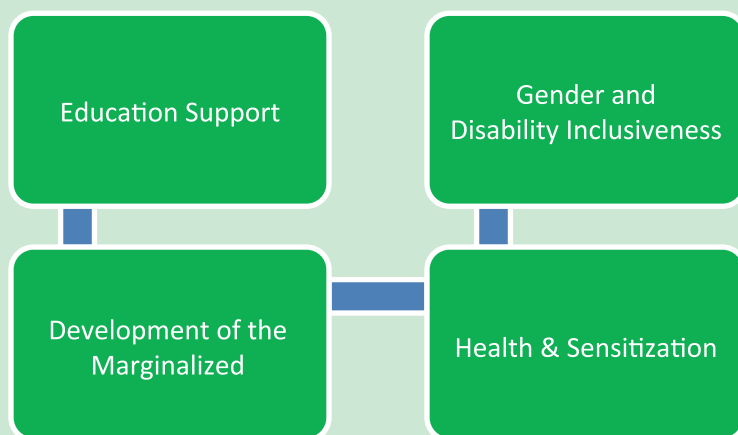 Education Support
Gender and
Disability Inclusiveness
Development of the
Marginalized
Health & Sensitization